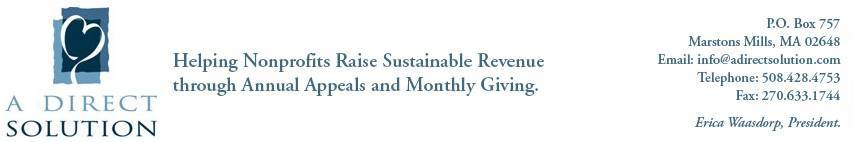 A DIRECT
SOLUTION
Helping Nonprofits Raise Sustainable Revenue
through Annual Appeals and Monthly Giving.
P.O. Box 757
Marstons Mills, MA 02648
Email: info@adirectsolution.com
Telephone: 508.428.4753
Fax: 270.633.1744
Erica Waasdorp, President.